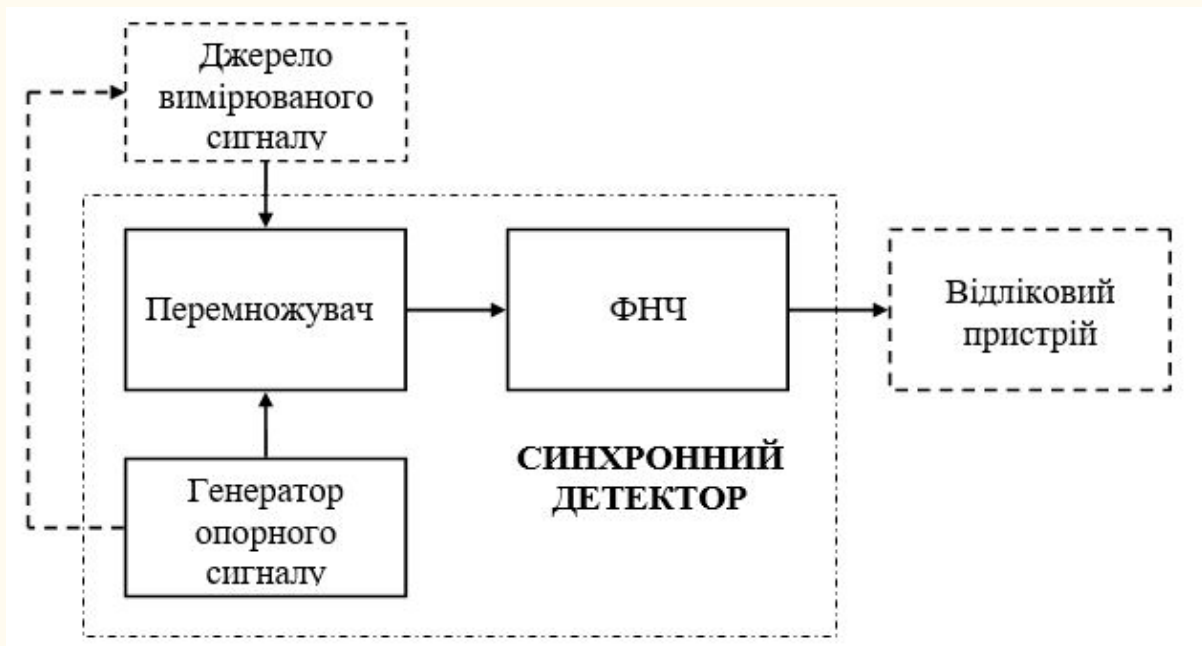 Джерело
вимірюваного
сигналу
Перемножувач
ФНЧ
Відліковий
пристрій
СИНХРОННИЙ
ДЕТЕКТОР
Генератор
опорного
сигналу